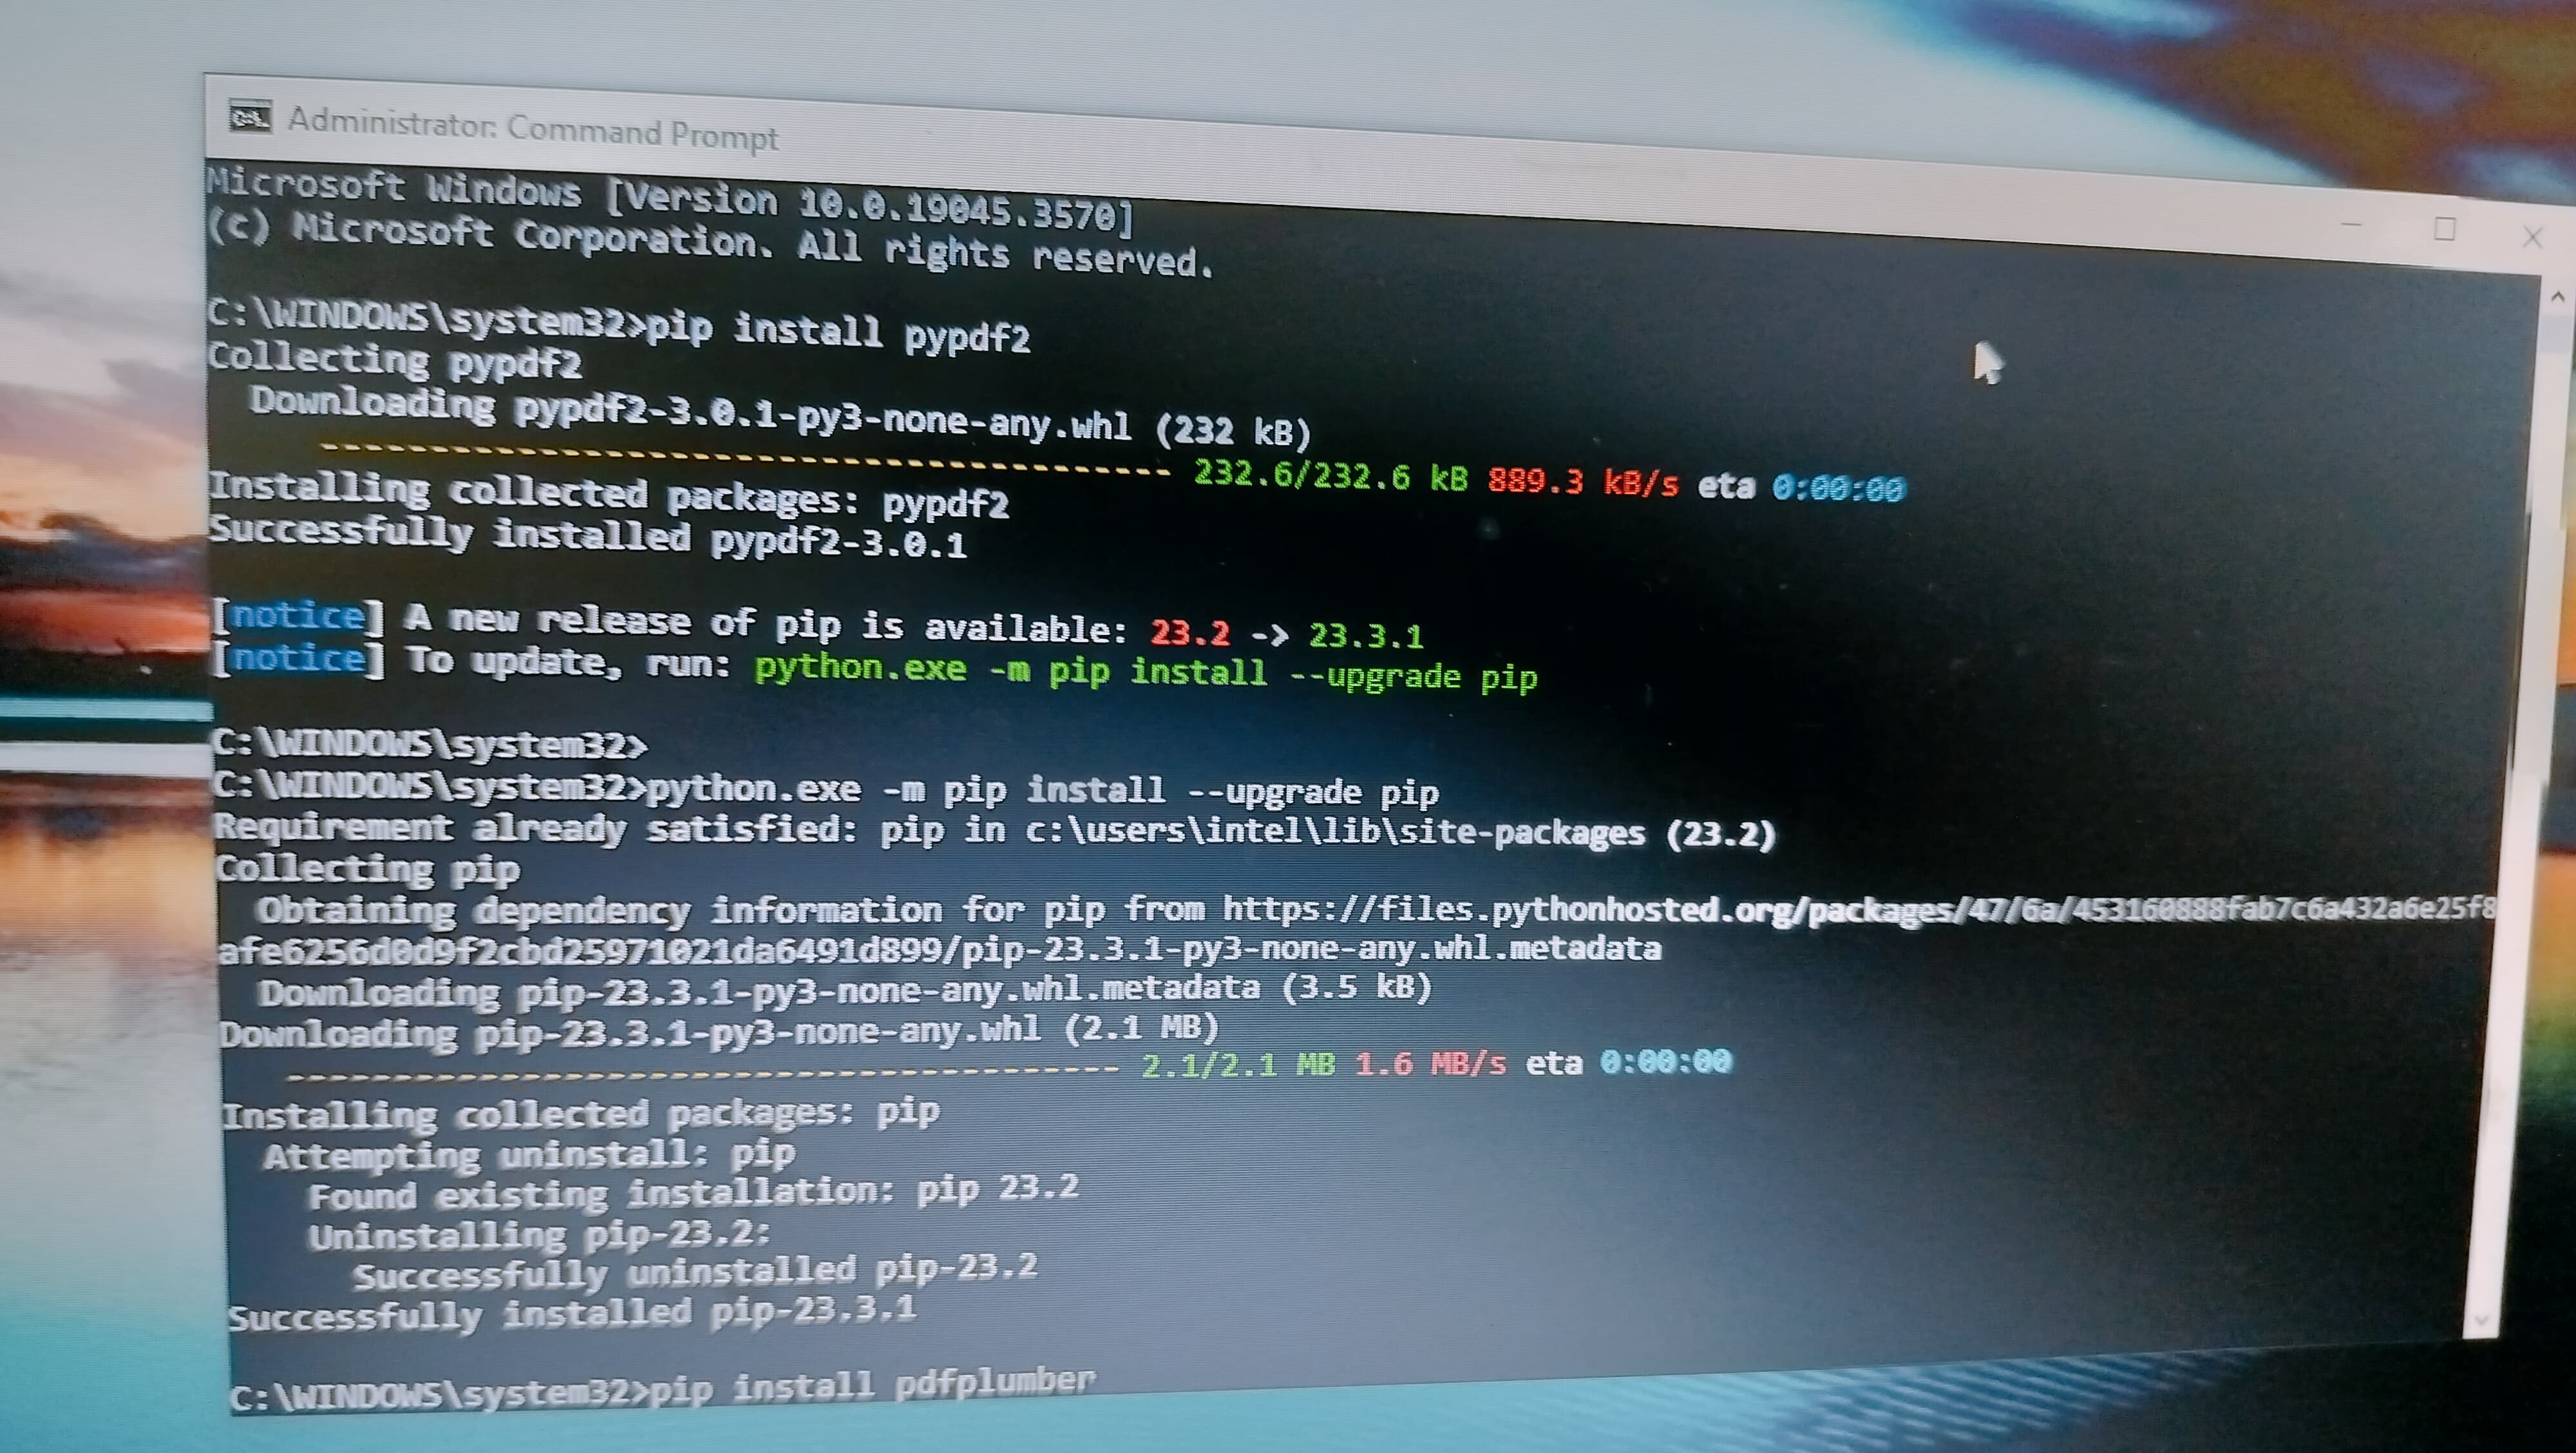 Administrator: Command Prompt
Microsoft Windows [Version 10.0.19045.3570]
(c) Microsoft Corporation. All rights reserved.
C:\WINDOWS\system32>pip install pypdf2
Collecting pypdf2
Downloading pypdf2-3.0.1-py3-none-any.whl (232 kB)
---------------------------------------- 232.6/232.6 kB 889.3 kB/s eta 0:00:00
Installing collected packages: pypdf2
Successfully installed pypdf2-3.0.1
[notice] A new release of pip is available: 23.2 -> 23.3.1
[notice] To update, run: python.exe -m pip install --upgrade pip
C:\WINDOWS\system32>
C:\WINDOWS\system32>python.exe -m pip install --upgrade pip
Requirement already satisfied: pip in c:\users\intel\lib\site-packages (23.2)
Collecting pip
Obtaining dependency information for pip from https://files.pythonhosted.org/packages/47/6a/453160888fab7c6a432a6e25f8
afe6256d0d9f2cbd25971021da6491d899/pip-23.3.1-py3-none-any.whl.metadata
Downloading pip-23.3.1-py3-none-any.whl.metadata (3.5 kB)
Downloading pip-23.3.1-py3-none-any.whl (2.1 MB)
---------------------------------------- 2.1/2.1 MB 1.6 MB/s eta 0:00:00
Installing collected packages: pip
Attempting uninstall: pip
Found existing installation: pip 23.2
Uninstalling pip-23.2:
Successfully uninstalled pip-23.2
Successfully installed pip-23.3.1
C:\WINDOWS\system32>pip install pdfplumber